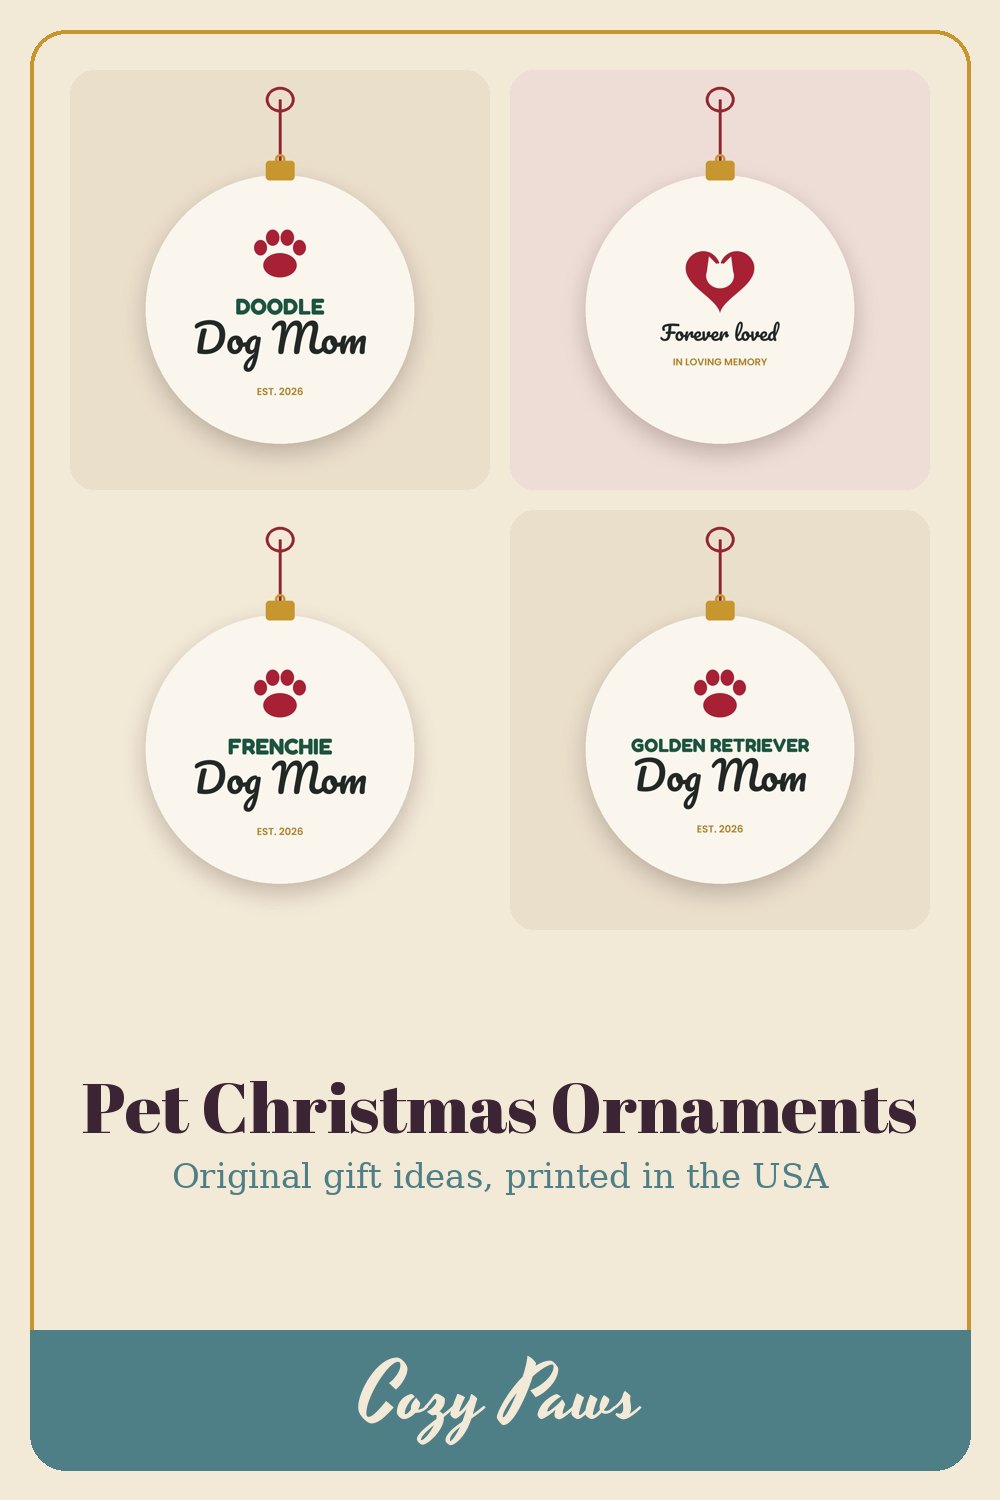 DOODLE
Dog Mom
EST. 2026
Forever loved
IN LOVING MEMORY
FRENCHIE
Dog Mom
EST. 2026
GOLDEN RETRIEVER
Dog Mom
EST. 2026
Pet Christmas Ornaments
Original gift ideas, printed in the USA
Cozy Paws